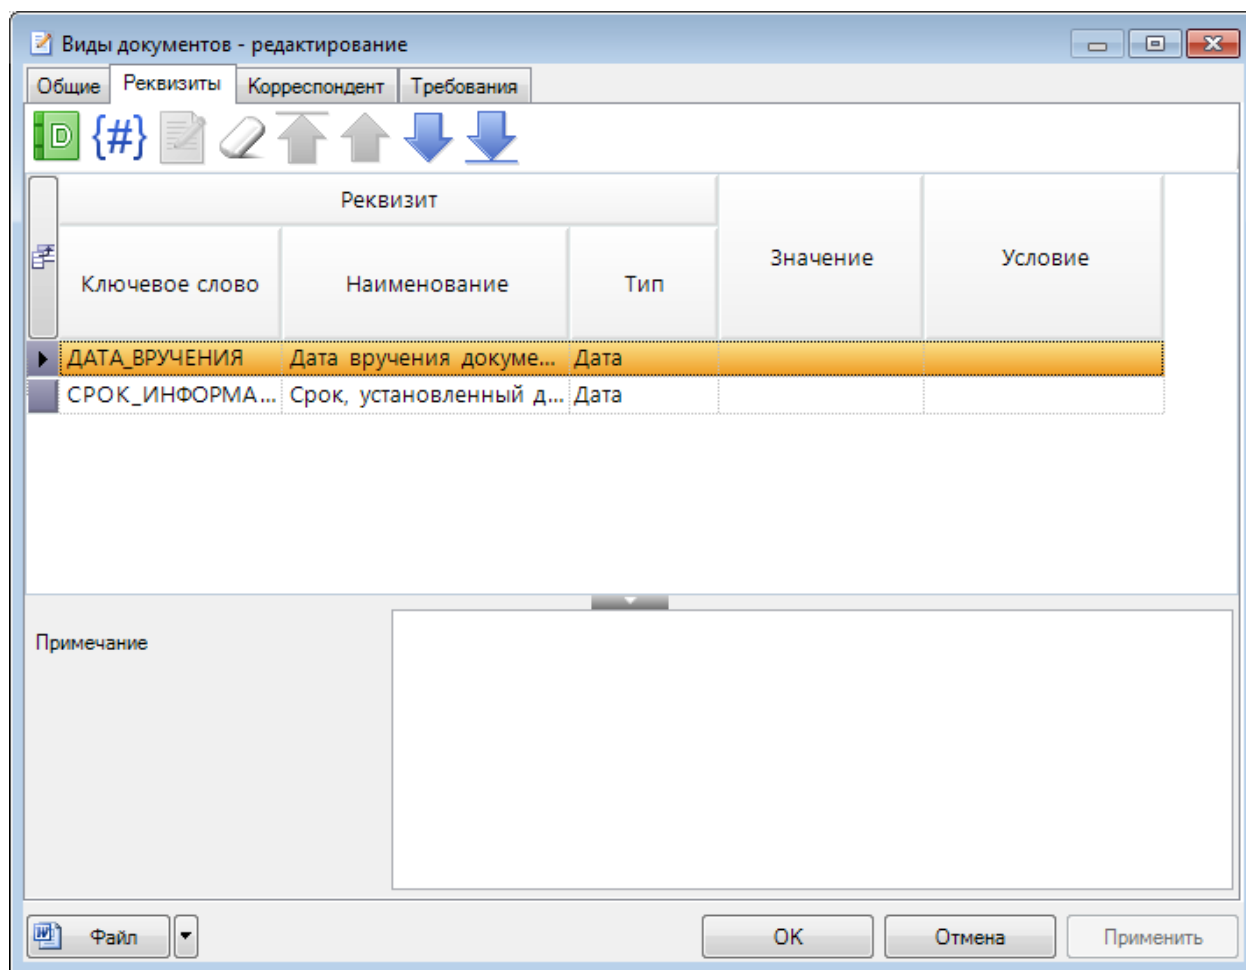 Виды документов - редактирование
Общие Реквизиты Корреспондент Требования
D {#}
Реквизит
Ключевое слово Наименование Тип Значение Условие
ДАТА_ВРУЧЕНИЯ Дата вручения докуме... Дата
СРОК_ИНФОРМА... Срок, установленный д... Дата
Примечание
Файл OK Отмена Применить